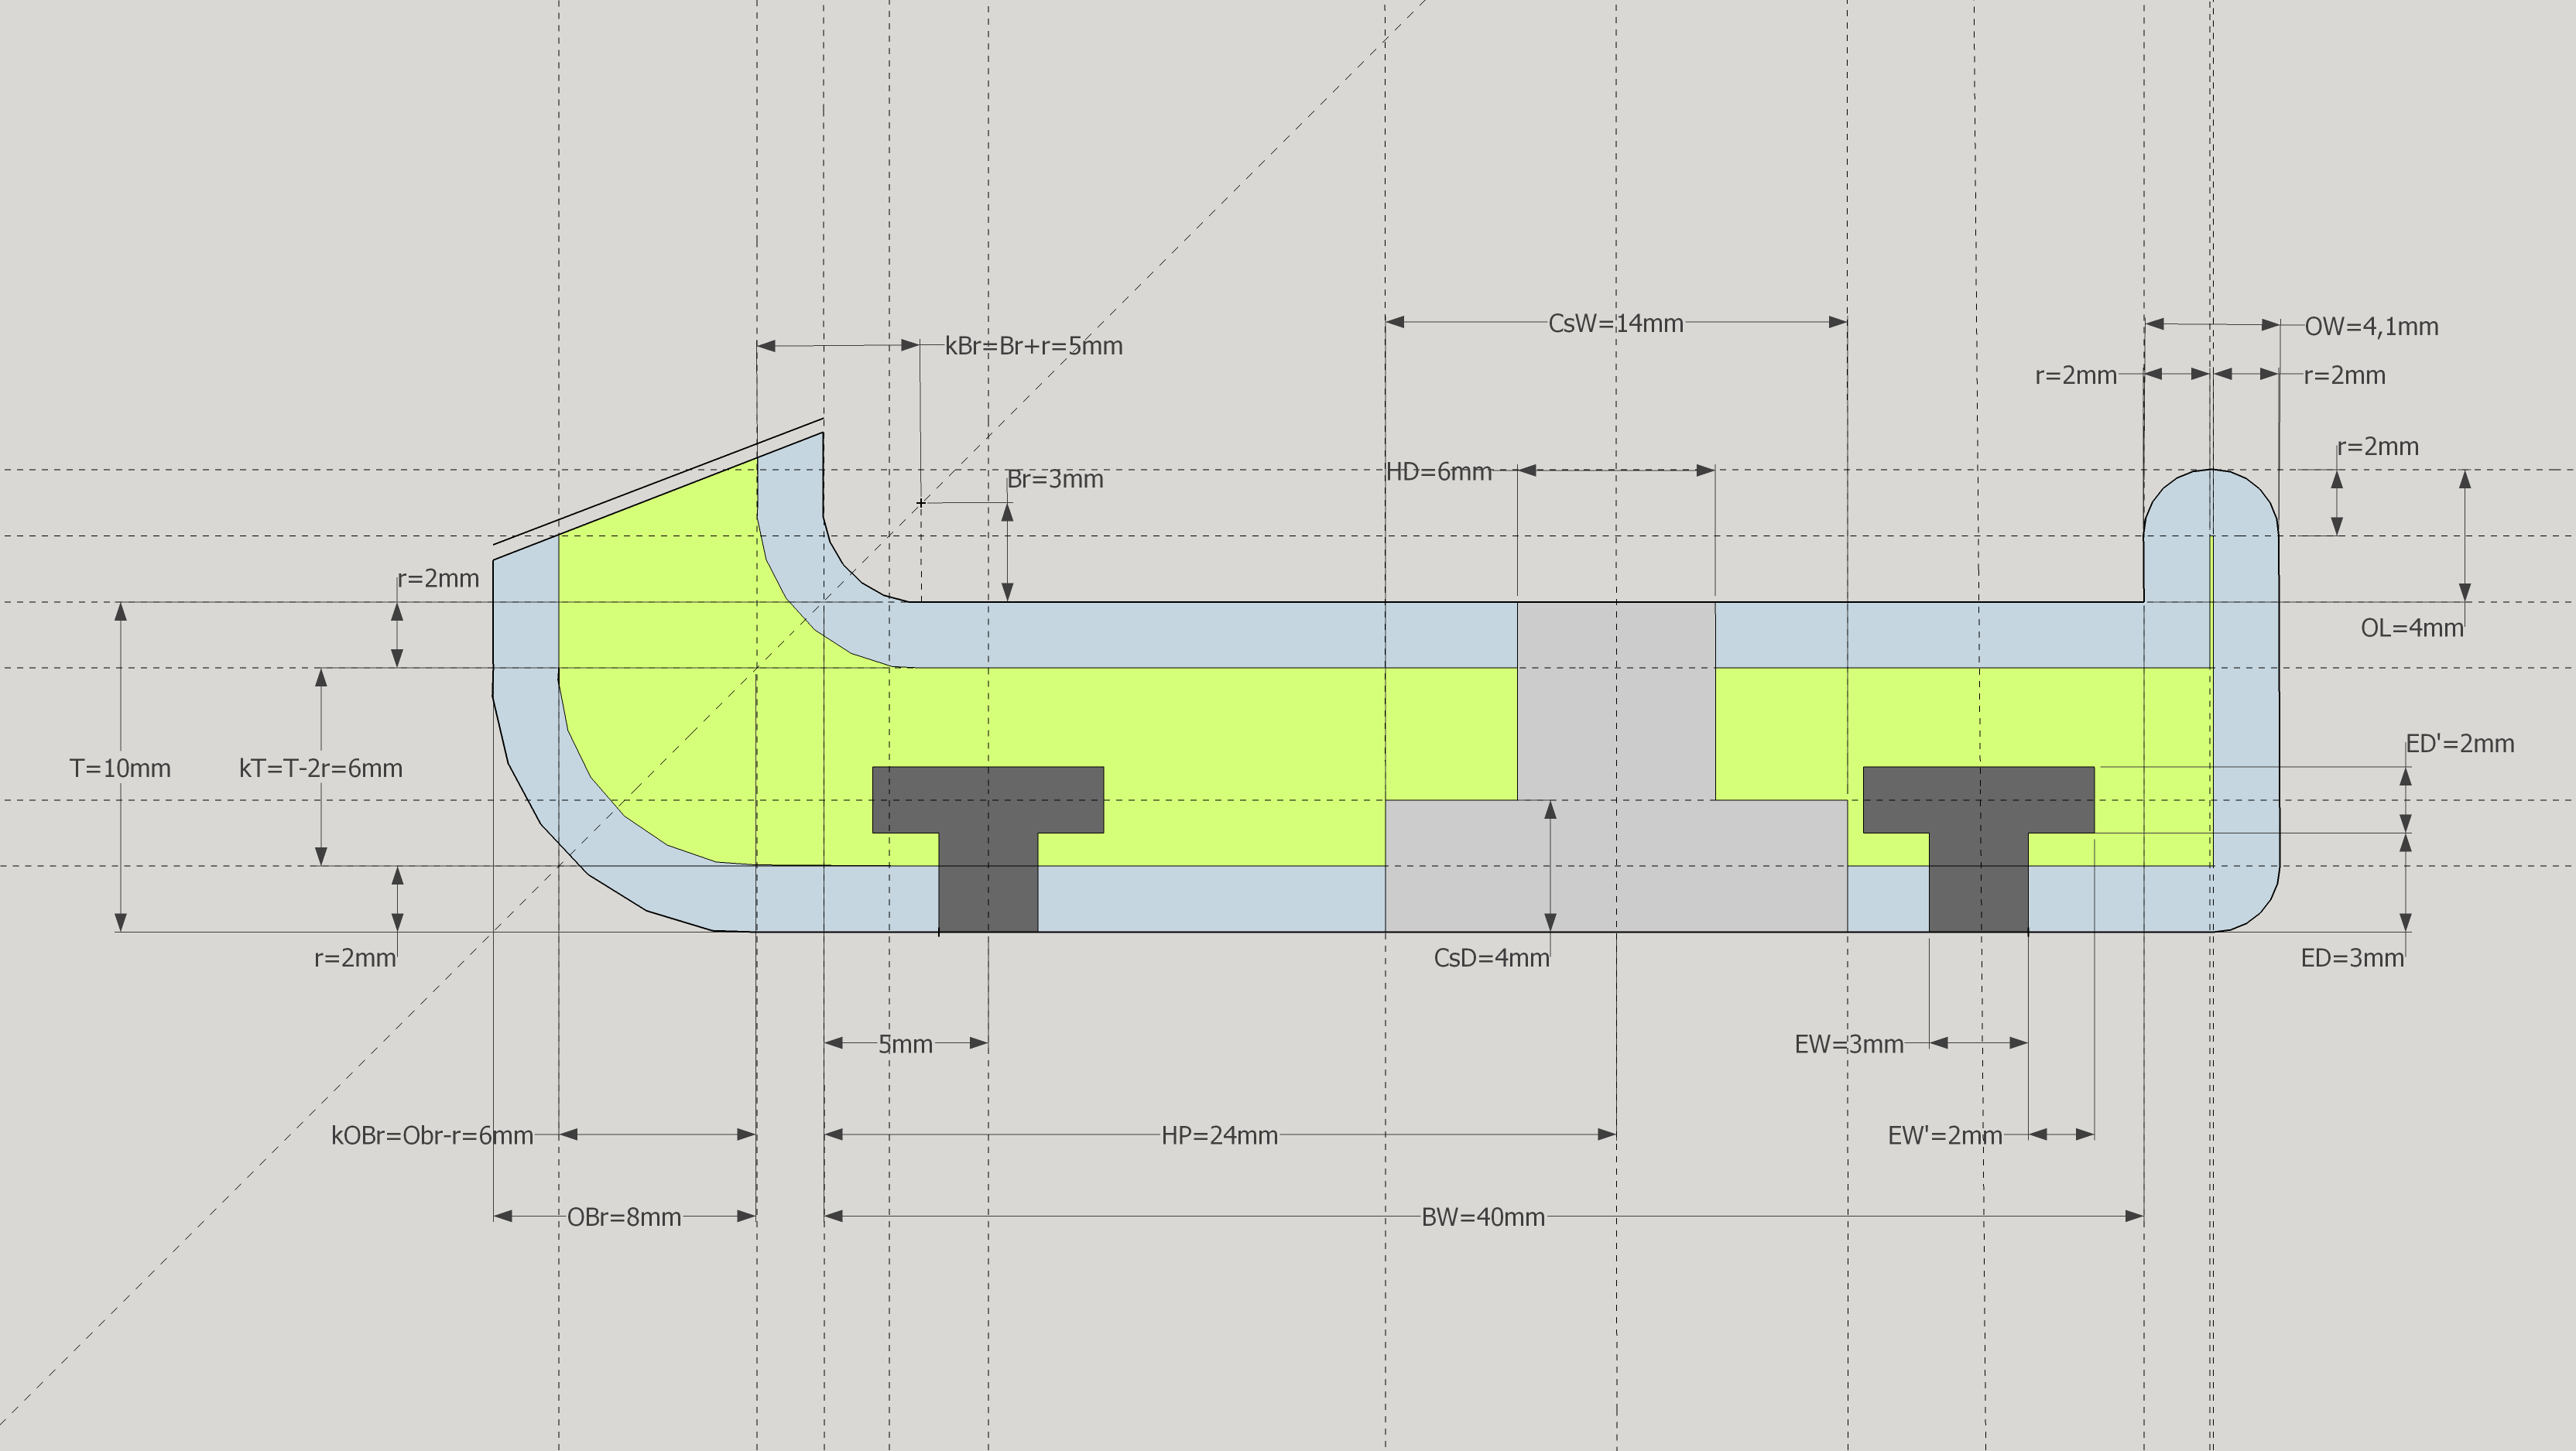 CsW=14mm
OW=4,1mm
kBr=Br+r=5mm
r=2mm
r=2mm
r=2mm
HD=6mm
Br=3mm
r=2mm
OL=4mm
ED'=2mm
T=10mm
kT=T-2r=6mm
r=2mm
CsD=4mm
ED=3mm
5mm
EW=3mm
kOBr=Obr-r=6mm
HP=24mm
EW'=2mm
OBr=8mm
BW=40mm